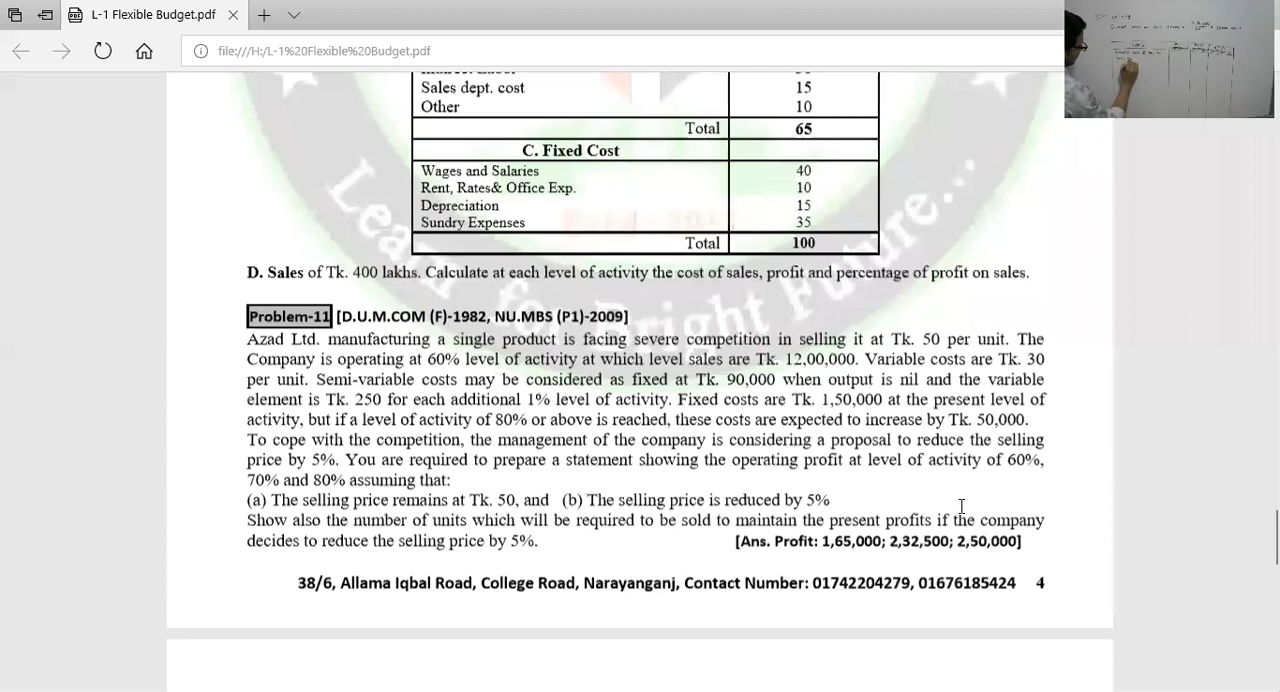 L-1 Flexible Budget.pdf
file:///H:/L-1%20Flexible%20Budget.pdf
Sales dept. cost 15
Other 10
Total 65
C. Fixed Cost
Wages and Salaries 40
Rent, Rates& Office Exp. 10
Depreciation 15
Sundry Expenses 35
Total 100
D. Sales of Tk. 400 lakhs. Calculate at each level of activity the cost of sales, profit and percentage of profit on sales.
Problem-11 [D.U.M.COM (F)-1982, NU.MBS (P1)-2009]
Azad Ltd. manufacturing a single product is facing severe competition in selling it at Tk. 50 per unit. The
Company is operating at 60% level of activity at which level sales are Tk. 12,00,000. Variable costs are Tk. 30
per unit. Semi-variable costs may be considered as fixed at Tk. 90,000 when output is nil and the variable
element is Tk. 250 for each additional 1% level of activity. Fixed costs are Tk. 1,50,000 at the present level of
activity, but if a level of activity of 80% or above is reached, these costs are expected to increase by Tk. 50,000.
To cope with the competition, the management of the company is considering a proposal to reduce the selling
price by 5%. You are required to prepare a statement showing the operating profit at level of activity of 60%,
70% and 80% assuming that:
(a) The selling price remains at Tk. 50, and (b) The selling price is reduced by 5%
Show also the number of units which will be required to be sold to maintain the present profits if the company
decides to reduce the selling price by 5%. [Ans. Profit: 1,65,000; 2,32,500; 2,50,000]
38/6, Allama Iqbal Road, College Road, Narayanganj, Contact Number: 01742204279, 01676185424 4
Learn for Bright Future...